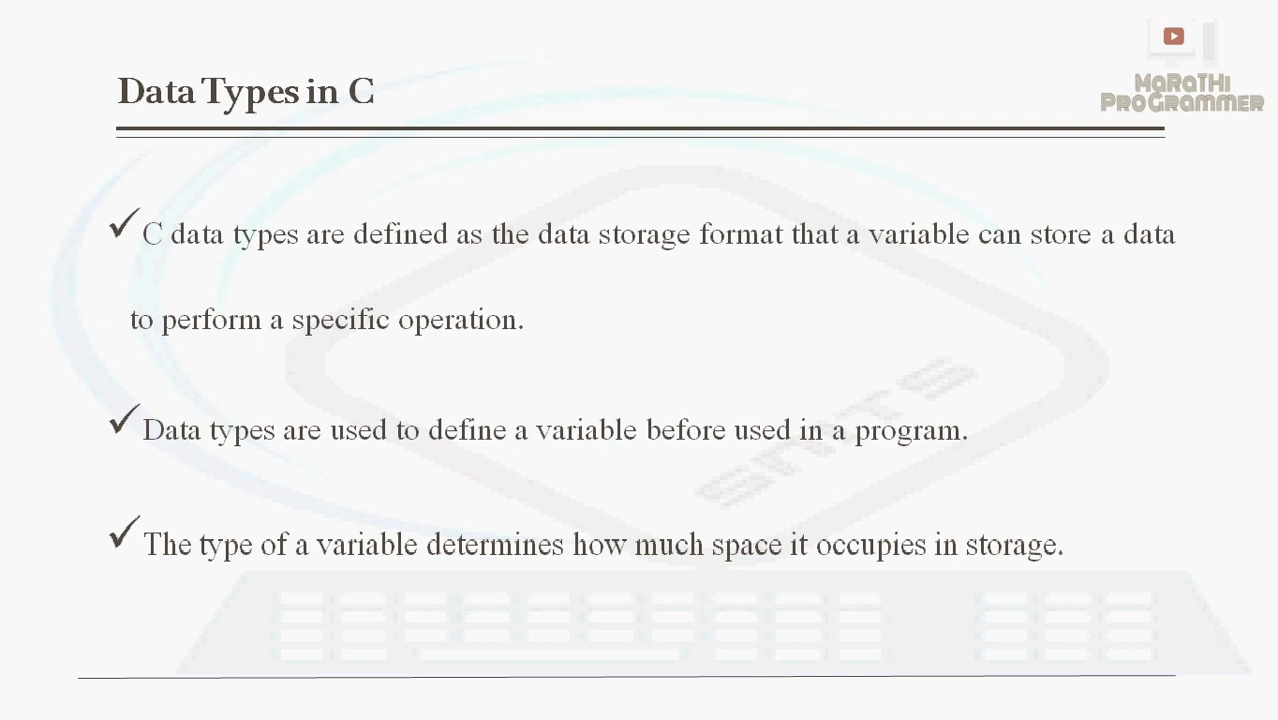 Data Types in C
MaRaTHi
PRoGRammER
✓C data types are defined as the data storage format that a variable can store a data
to perform a specific operation.
✓Data types are used to define a variable before used in a program.
✓The type of a variable determines how much space it occupies in storage.